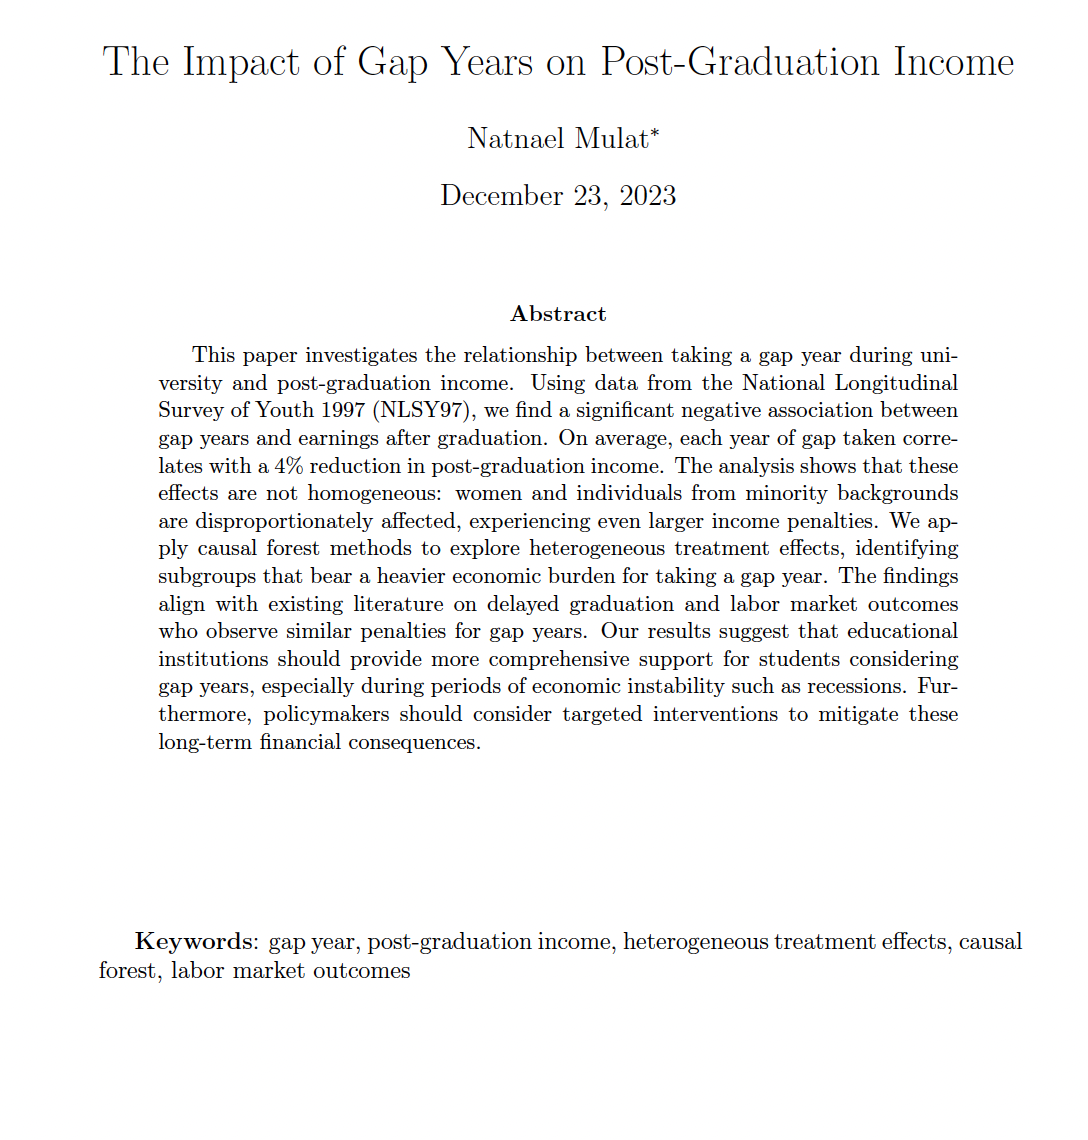 The Impact of Gap Years on Post-Graduation Income
Natnael Mulat*
December 23, 2023
Abstract
This paper investigates the relationship between taking a gap year during uni-
versity and post-graduation income. Using data from the National Longitudinal
Survey of Youth 1997 (NLSY97), we find a significant negative association between
gap years and earnings after graduation. On average, each year of gap taken corre-
lates with a 4% reduction in post-graduation income. The analysis shows that these
effects are not homogeneous: women and individuals from minority backgrounds
are disproportionately affected, experiencing even larger income penalties. We ap-
ply causal forest methods to explore heterogeneous treatment effects, identifying
subgroups that bear a heavier economic burden for taking a gap year. The findings
align with existing literature on delayed graduation and labor market outcomes
who observe similar penalties for gap years. Our results suggest that educational
institutions should provide more comprehensive support for students considering
gap years, especially during periods of economic instability such as recessions. Fur-
thermore, policymakers should consider targeted interventions to mitigate these
long-term financial consequences.
Keywords: gap year, post-graduation income, heterogeneous treatment effects, causal
forest, labor market outcomes